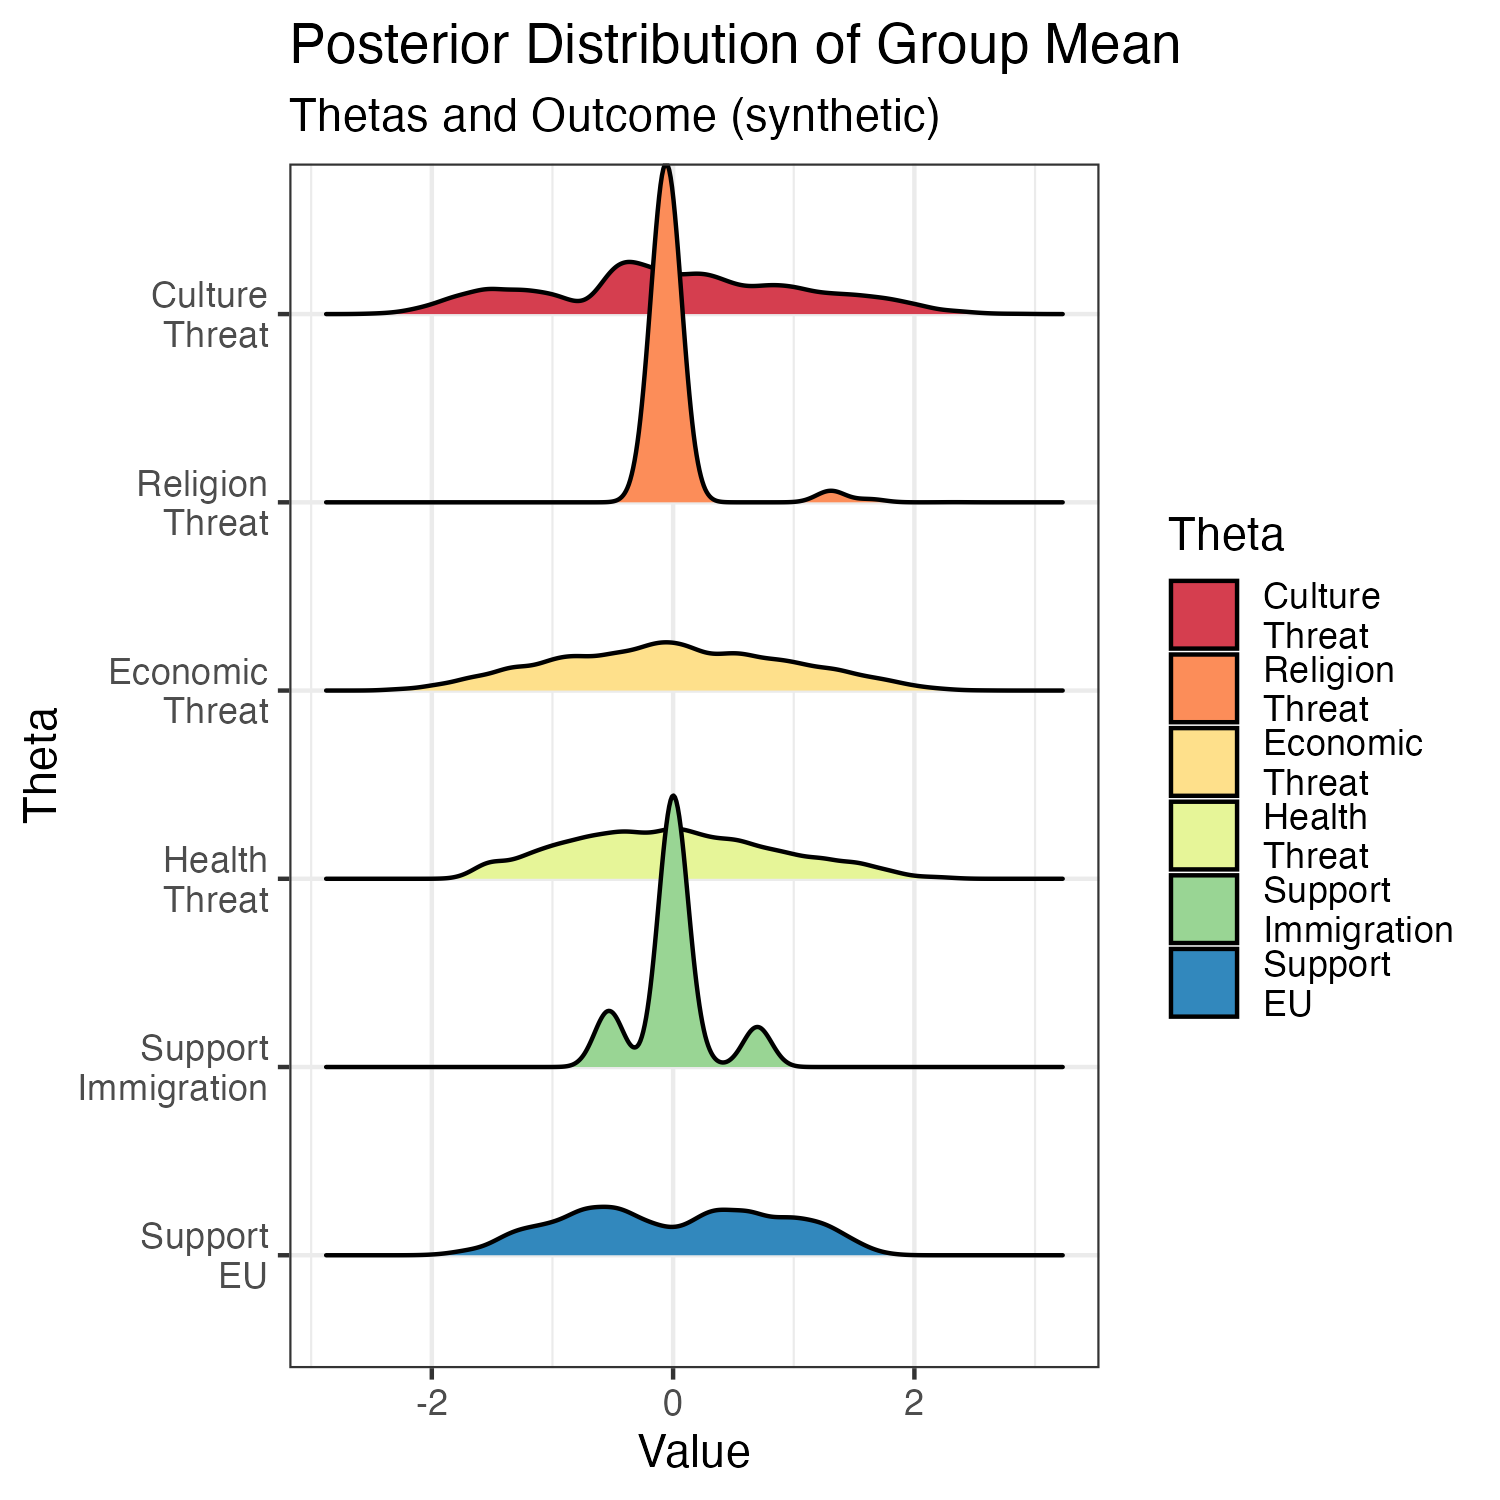 Posterior Distribution of Group Mean
Thetas and Outcome (synthetic)
Theta
Culture
Threat
Religion
Threat
Economic
Threat
Health
Threat
Support
Immigration
Support
EU
-2
0
2
Value
Theta
Culture
Threat
Religion
Threat
Economic
Threat
Health
Threat
Support
Immigration
Support
EU